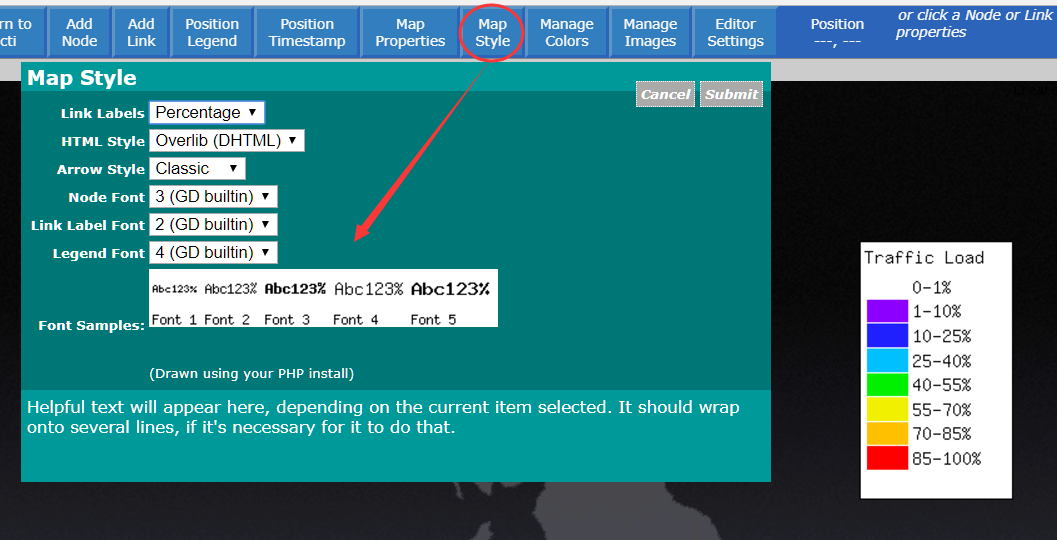 rn to
cti
Add
Node
Add
Link
Position
Legend
Position
Timestamp
Map
Properties
Map
Style
Manage
Colors
Manage
Images
Editor
Settings
Position
---, ---
or click a Node or Link
properties
Map Style
Cancel Submit
Link Labels Percentage
HTML Style Overlib (DHTML)
Arrow Style Classic
Node Font 3 (GD builtin)
Link Label Font 2 (GD builtin)
Legend Font 4 (GD builtin)
Abc123% Abc123% Abc123% Abc123% Abc123%
Font 1 Font 2 Font 3 Font 4 Font 5
Font Samples:
(Drawn using your PHP install)
Helpful text will appear here, depending on the current item selected. It should wrap
onto several lines, if it's necessary for it to do that.
Traffic Load
0-1%
1-10%
10-25%
25-40%
40-55%
55-70%
70-85%
85-100%